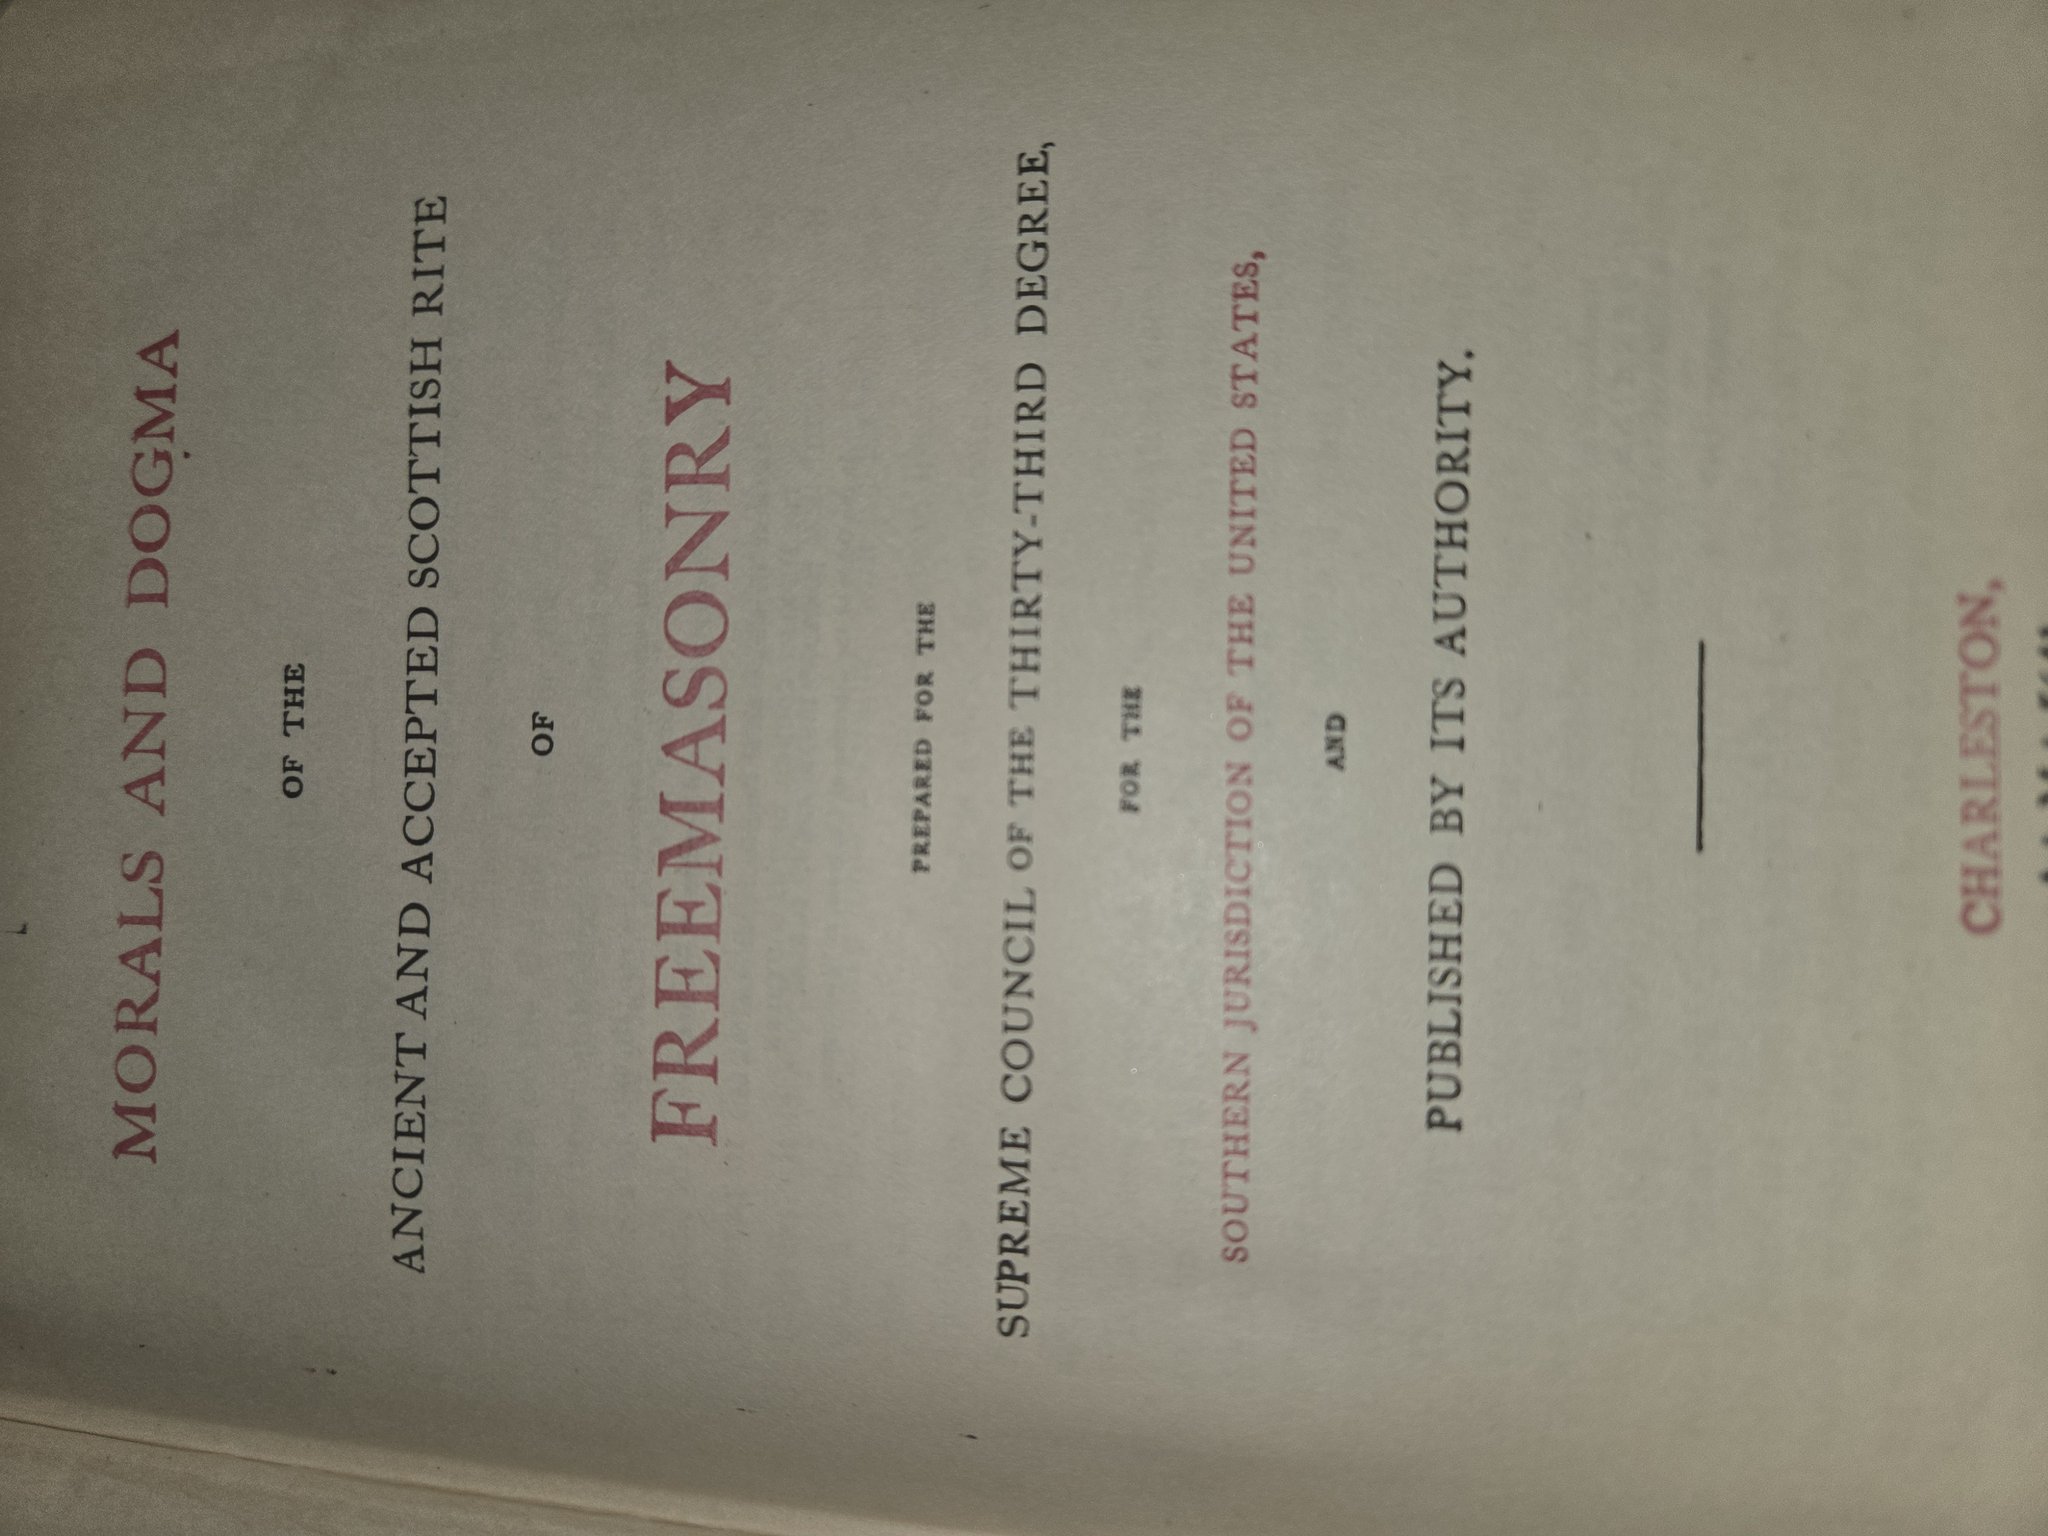 MORALS AND DOGMA
OF THE
ANCIENT AND ACCEPTED SCOTTISH RITE
OF
FREEMASONRY
PREPARED FOR THE
SUPREME COUNCIL OF THE THIRTY-THIRD DEGREE,
FOR THE
SOUTHERN JURISDICTION OF THE UNITED STATES,
AND
PUBLISHED BY ITS AUTHORITY.
CHARLESTON,